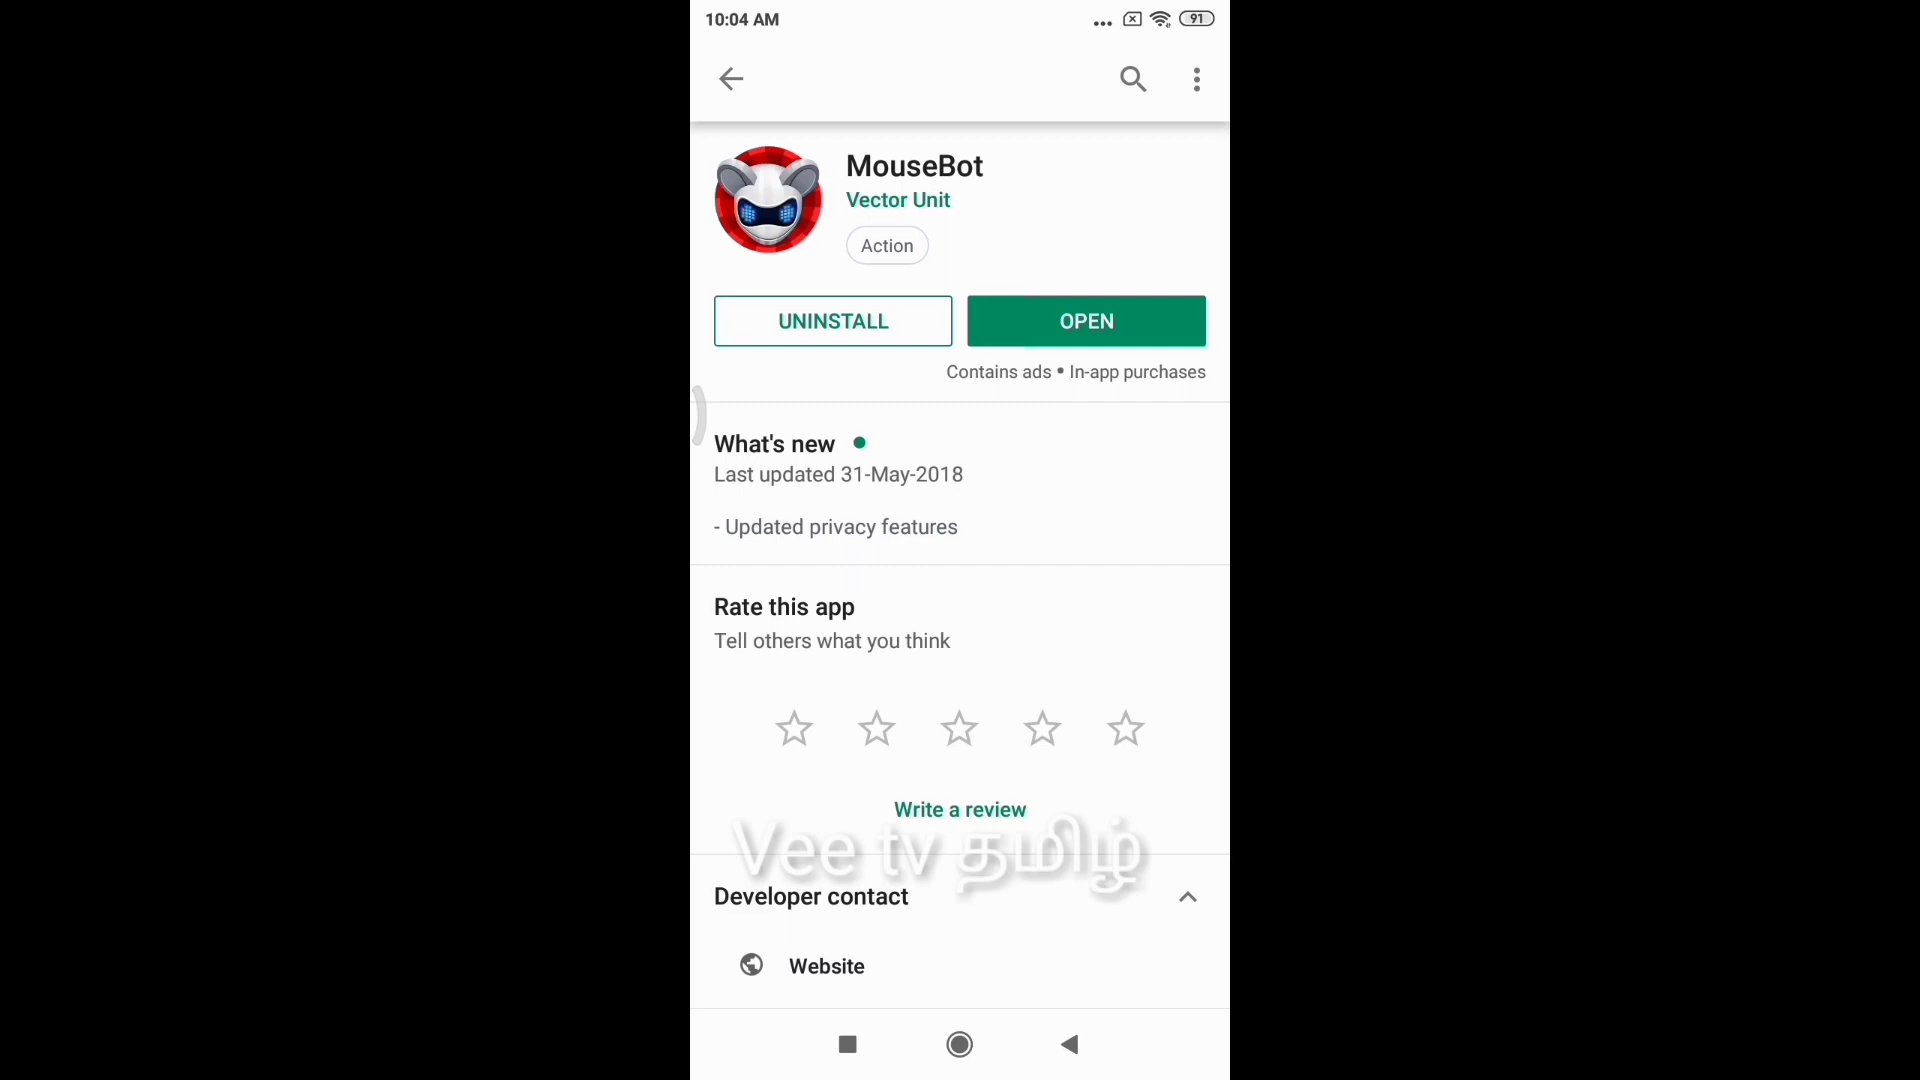 10:04 AM
91
MouseBot
Vector Unit
Action
UNINSTALL
OPEN
Contains ads • In-app purchases
What's new
Last updated 31-May-2018
- Updated privacy features
Rate this app
Tell others what you think
Write a review
Vee tv தமிழ்
Developer contact
Website